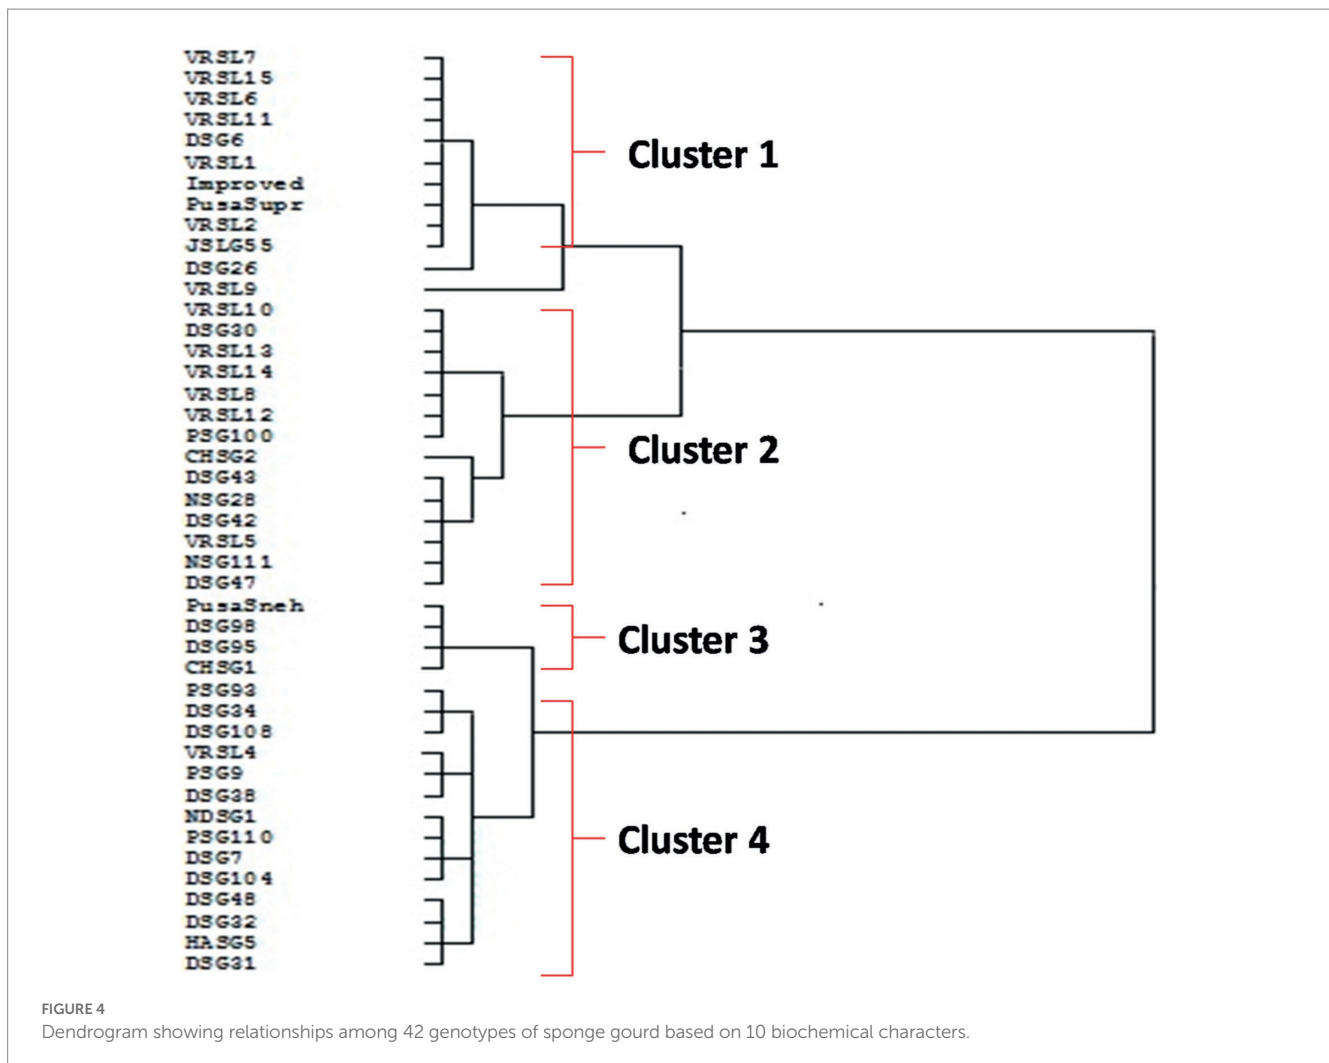 VRSL7
VRSL15
VRSL6
VRSL11
DSG6
VRSL1
Improved
PusaSupr
VRSL2
JSLG55
DSG26
VRSL9
VRSL10
DSG30
VRSL13
VRSL14
VRSL8
VRSL12
PSG100
CHSG2
DSG43
NSG28
DSG42
VRSL5
NSG111
DSG47
PusaSneh
DSG98
DSG95
CHSG1
PSG93
DSG34
DSG108
VRSL4
PSG9
DSG38
NDSG1
PSG110
DSG7
DSG104
DSG48
DSG32
HASG5
DSG31
Cluster 1
Cluster 2
Cluster 3
Cluster 4
FIGURE 4
Dendrogram showing relationships among 42 genotypes of sponge gourd based on 10 biochemical characters.